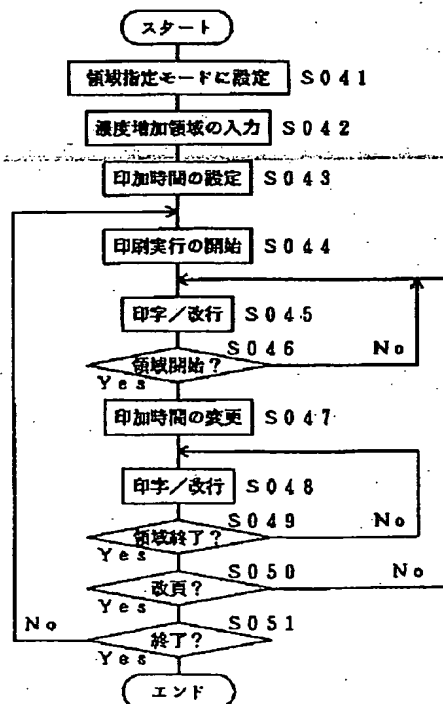 スタート
領域指定モードに設定 S041
濃度増加領域の入力 S042
印加時間の設定 S043
印刷実行の開始 S044
印字／改行 S045
領域開始？ S046
No
Yes
印加時間の変更 S047
印字／改行 S048
領域終了？ S049
No
Yes
改頁？ S050
No
Yes
終了？ S051
No
Yes
エンド